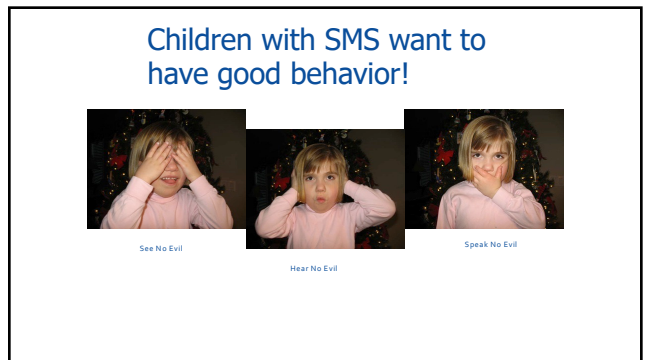 Children with SMS want to
have good behavior!
See No Evil
Hear No Evil
Speak No Evil